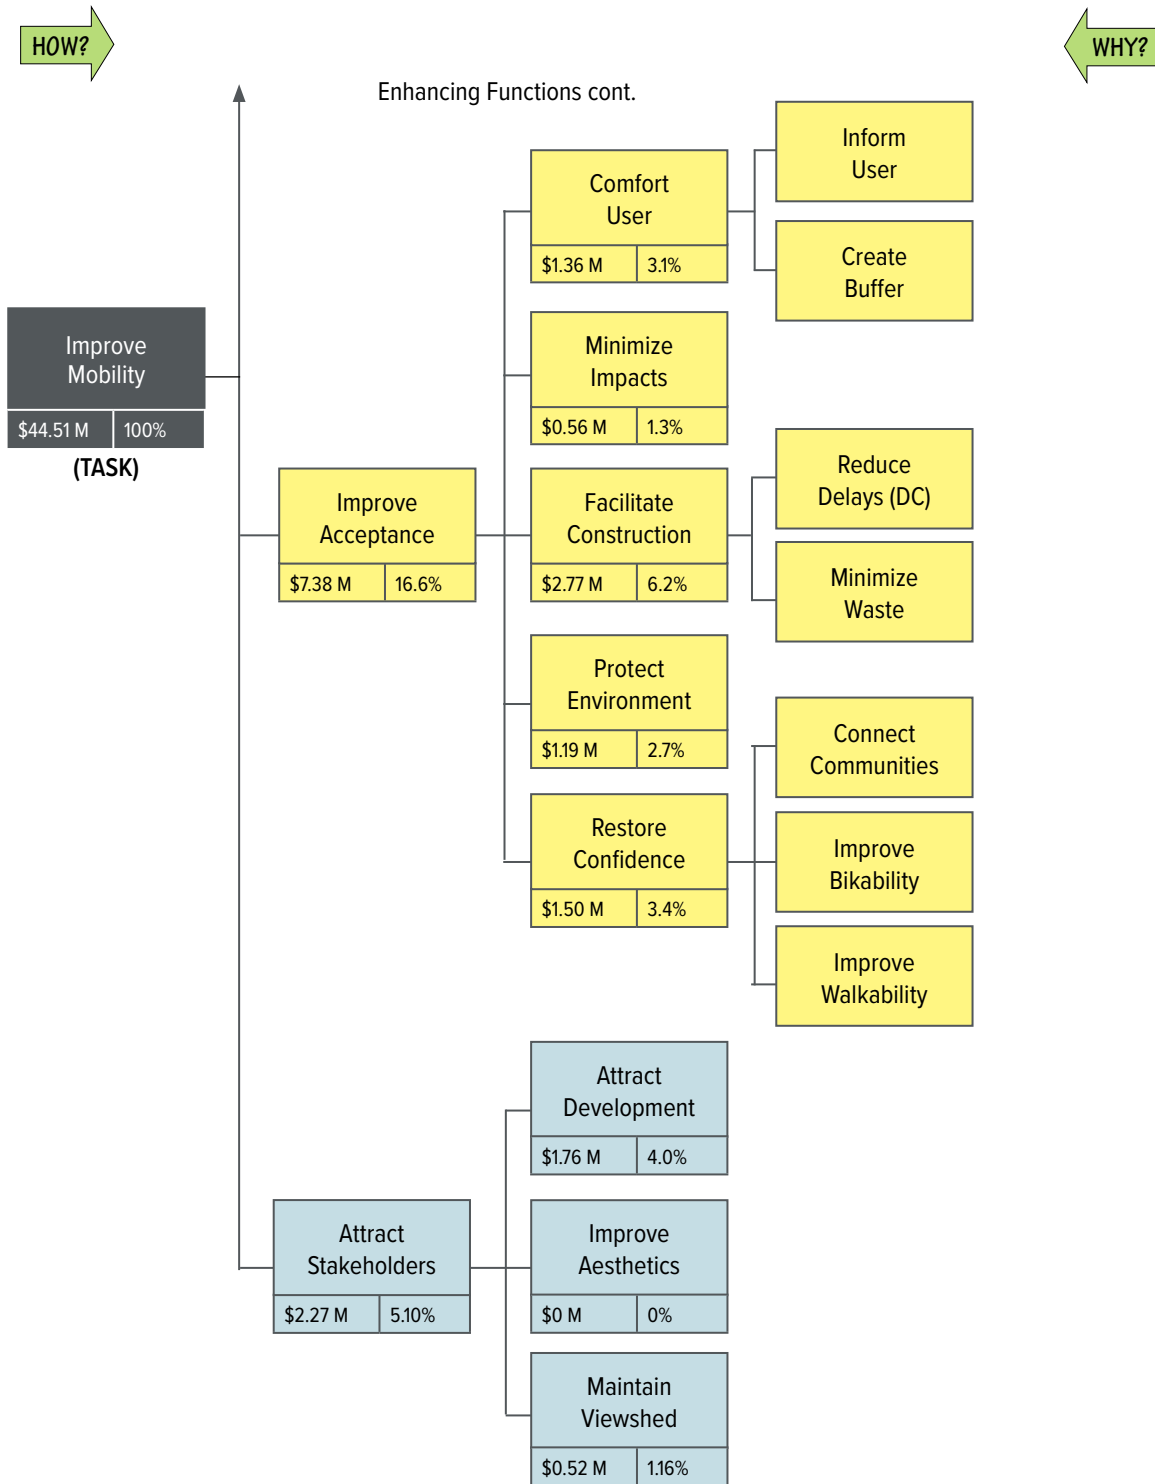 HOW?
WHY?
Enhancing Functions cont.
Inform
User
Comfort
User
$1.36 M 3.1%
Create
Buffer
Improve
Mobility
$44.51 M 100%
(TASK)
Minimize
Impacts
$0.56 M 1.3%
Reduce
Delays (DC)
Improve
Acceptance
$7.38 M 16.6%
Facilitate
Construction
$2.77 M 6.2%
Minimize
Waste
Protect
Environment
$1.19 M 2.7%
Connect
Communities
Restore
Confidence
$1.50 M 3.4%
Improve
Bikability
Improve
Walkability
Attract
Development
$1.76 M 4.0%
Attract
Stakeholders
$2.27 M 5.10%
Improve
Aesthetics
$0 M 0%
Maintain
Viewshed
$0.52 M 1.16%